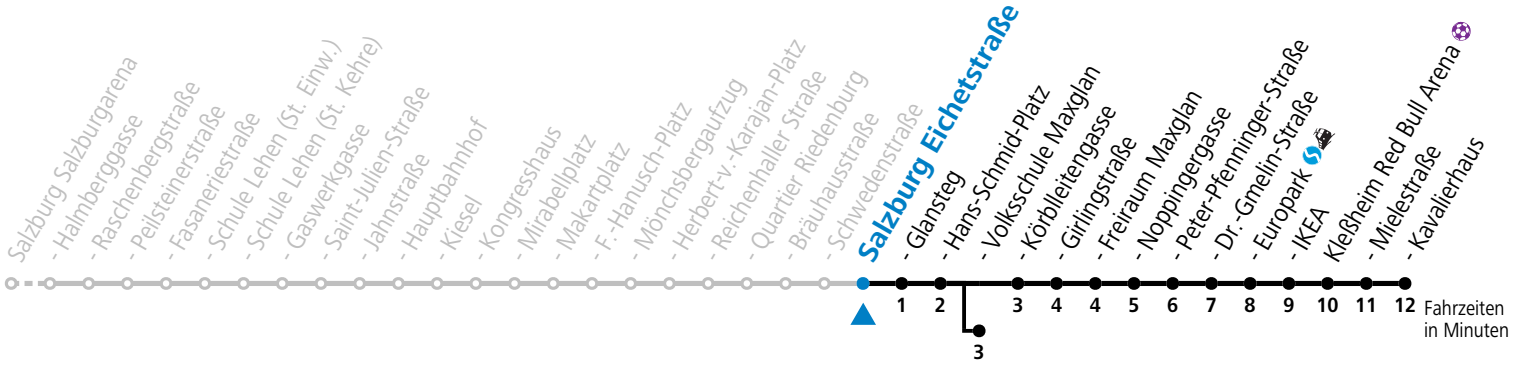 Salzburg Salzburgarena
- Halmberggasse
- Raschenbergstraße
- Peilsteinerstraße
- Fasaneriestraße
- Schule Lehen (St. Einw.)
- Schule Lehen (St. Kehre)
- Gaswerkgasse
- Saint-Julien-Straße
- Jahnstraße
- Hauptbahnhof
- Kiesel
- Kongresshaus
- Mirabellplatz
- Makartplatz
- F.-Hanusch-Platz
- Mönchsbergaufzug
- Herbert-v.-Karajan-Platz
- Reichenhaller Straße
- Quartier Riedenburg
- Bräuhausstraße
- Schwedenstraße
Salzburg Eichetstraße
- Glansteg
- Hans-Schmid-Platz
- Volksschule Maxglan
- Körblleitengasse
- Girlingstraße
- Freiraum Maxglan
- Noppingergasse
- Peter-Pfenninger-Straße
- Dr.-Gmelin-Straße
- Europark
- IKEA
Kleßheim Red Bull Arena
- Mielestraße
- Kavalierhaus
1 2 3 4 4 5 6 7 8 9 10 11 12 Fahrzeiten
in Minuten
3